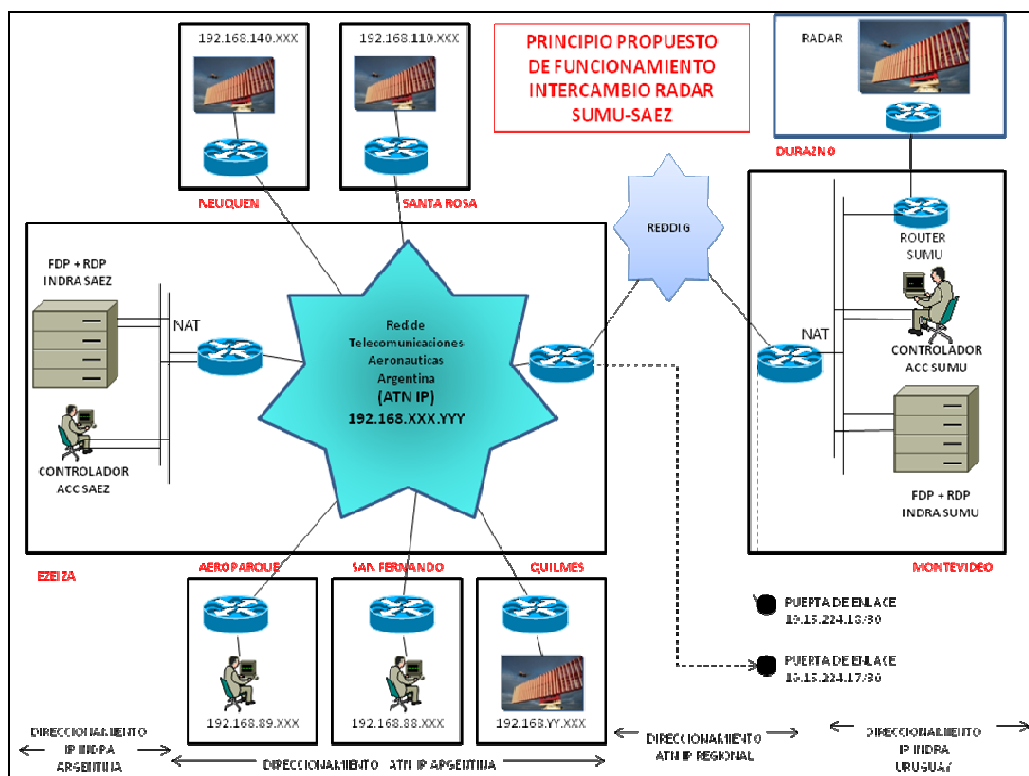 192.168.140.XXX
192.168.110.XXX
PRINCIPIO PROPUESTO
DE FUNCIONAMIENTO
INTERCAMBIO RADAR
SUMU-SAEZ
RADAR
NEUQUEN
SANTA ROSA
DURAZNO
REDDIG
FDP + RDP
INDRA SAEZ
NAT
CONTROLADOR
ACC SAEZ
Red de
Telecomunicaciones
Aeronauticas
Argentina
(ATN IP)
192.168.XXX.YYY
ROUTER
SUMU
NAT
CONTROLADOR
ACC SUMU
FDP + RDP
INDRA SUMU
EZEIZA
AEROPARQUE
SAN FERNANDO
QUILMES
MONTEVIDEO
192.168.89.XXX
192.168.88.XXX
192.168.YY.XXX
PUERTA DE ENLACE
PUERTA DE ENLACE
DIRECCIONAMIENTO
IP INDRA
ARGENTINA
DIRECCIONAMIENTO ATN IP ARGENTINA
DIRECCIONAMIENTO
ATN IP REGIONAL
DIRECCIONAMIENTO
IP INDRA
URUGUAY